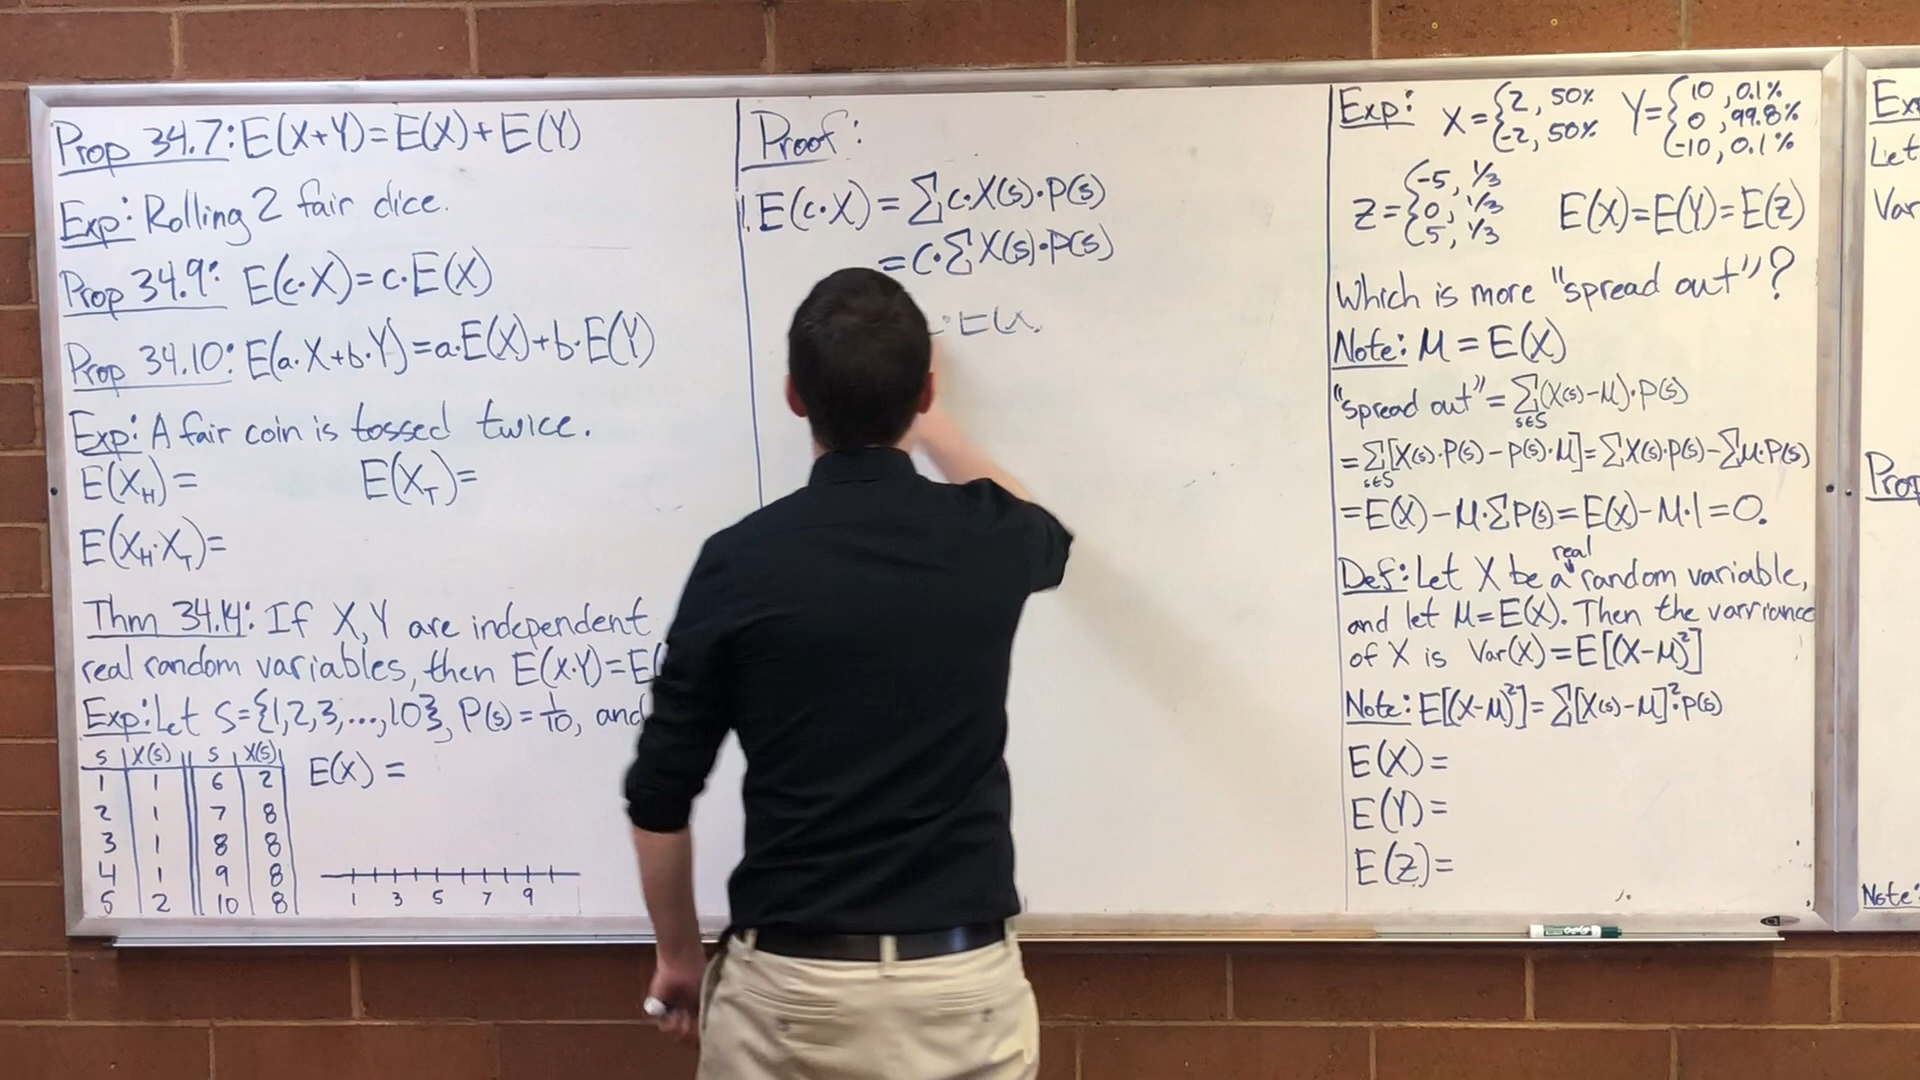 Prop 34.7: E(X+Y)=E(X)+E(Y)
Exp: Rolling 2 fair dice.
Prop 34.9: E(c·X)=c·E(X)
Prop 34.10: E(a·X+b·Y)=a·E(X)+b·E(Y)
Exp: A fair coin is tossed twice.
E(X_H)= E(X_T)=
E(X_H·X_T)=
Thm 34.14: If X,Y are independent
real random variables, then E(X·Y)=E(
Exp: Let S={1,2,3,...,10}, P(s)=1/10, and
s X(s) s X(s) E(X) =
1 1 6 2
2 1 7 8
3 1 8 8
4 1 9 8
5 2 10 8
1 3 5 7 9
Proof:
1. E(c·X) = ∑c·X(s)·P(s)
= c·∑X(s)·P(s)
·E(X
Exp: X={2, 50% -2, 50% Y={10, 0.1% 0, 99.8% -10, 0.1%
Z={-5, 1/3 0, 1/3 5, 1/3 E(X)=E(Y)=E(Z)
Which is more "spread out"?
Note: M = E(X)
"spread out" = ∑_{s∈S}(X(s)-M)·P(s)
=∑_{s∈S}[X(s)·P(s)-P(s)·M]=∑X(s)·P(s)-∑M·P(s)
=E(X)-M·∑P(s)=E(X)-M·1=0.
Def: Let X be a real random variable,
and let M=E(X). Then the varriance
of X is Var(X)=E[(X-M)²]
Note: E[(X-M)²]=∑[X(s)-M]²·P(s)
E(X)=
E(Y)=
E(Z)=
Exp
Let
Var
Prop
Note: